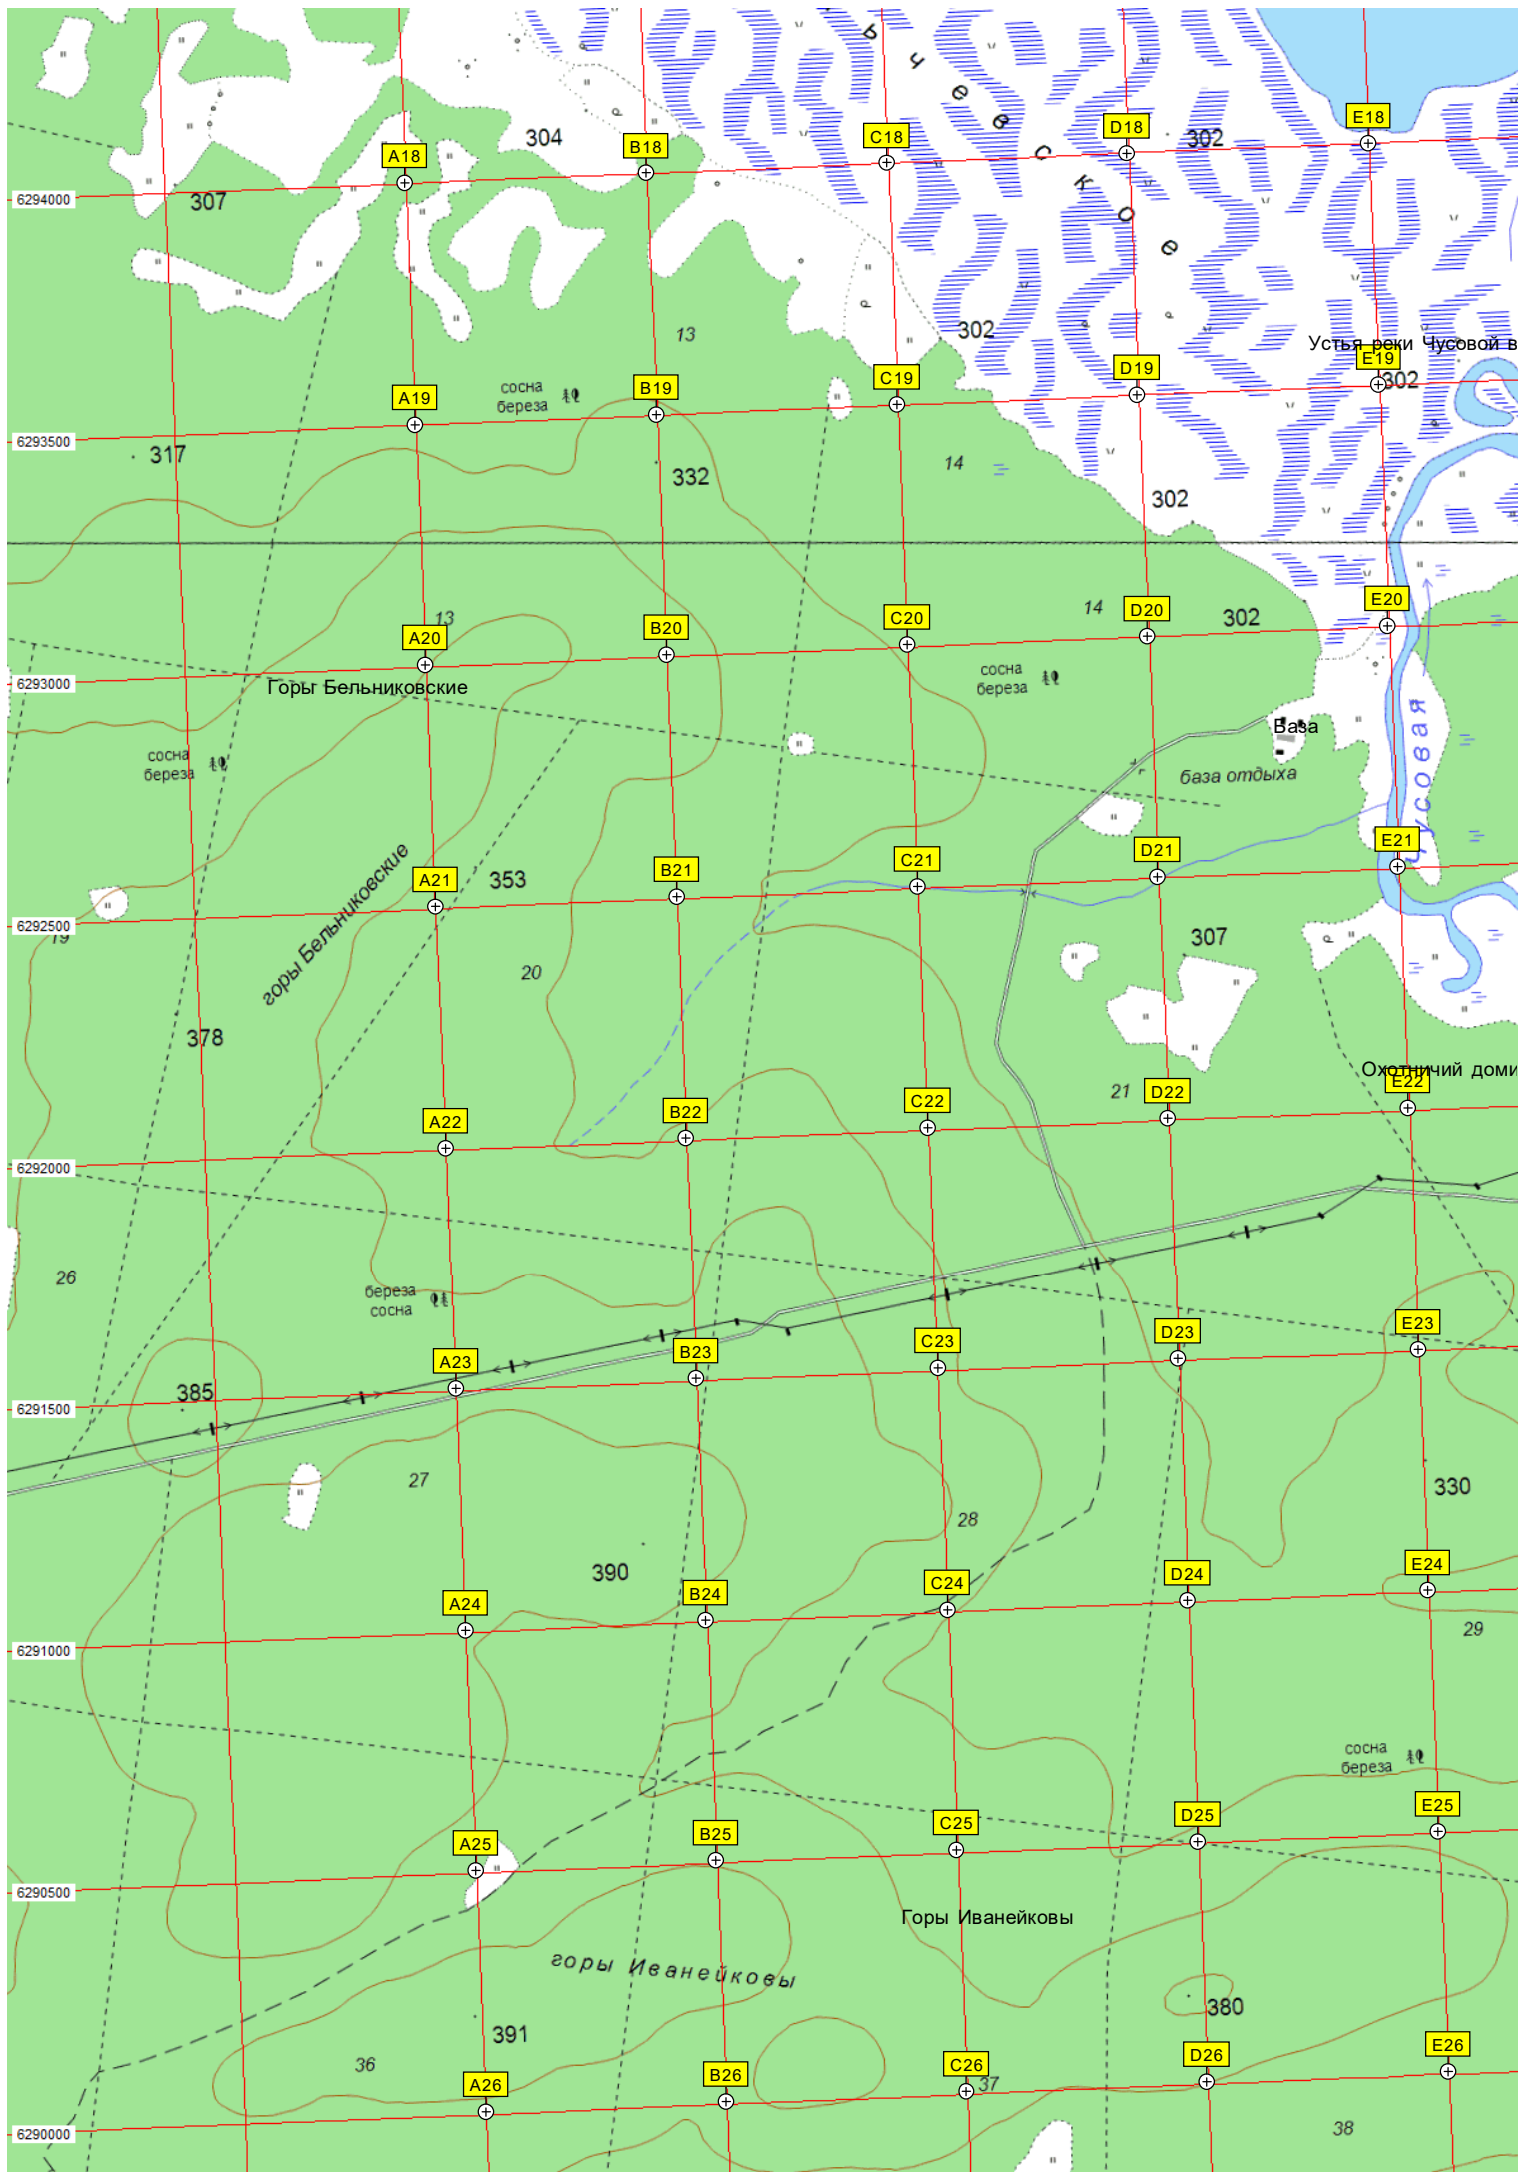 ычевское
E18
D18
302
C18
304
B18
A18
6294000
307
302
13
Устья реки Чусовой в
E19
302
D19
C19
сосна
береза
B19
A19
6293500
317
14
332
302
E20
14
D20
302
C20
13
B20
A20
сосна
береза
6293000
Горы Бельниковские
База
сосна
береза
база отдыха
Чусовая
E21
D21
C21
B21
A21
353
горы Бельниковские
6292500
19
307
20
378
Охотничий доми
E22
21
D22
C22
B22
A22
6292000
26
береза
сосна
E23
D23
C23
B23
A23
385
6291500
27
330
28
390
E24
D24
C24
B24
A24
29
6291000
сосна
береза
E25
D25
C25
B25
A25
6290500
Горы Иванейковы
горы Иванейковы
380
391
36
E26
D26
C26
37
B26
A26
6290000
38